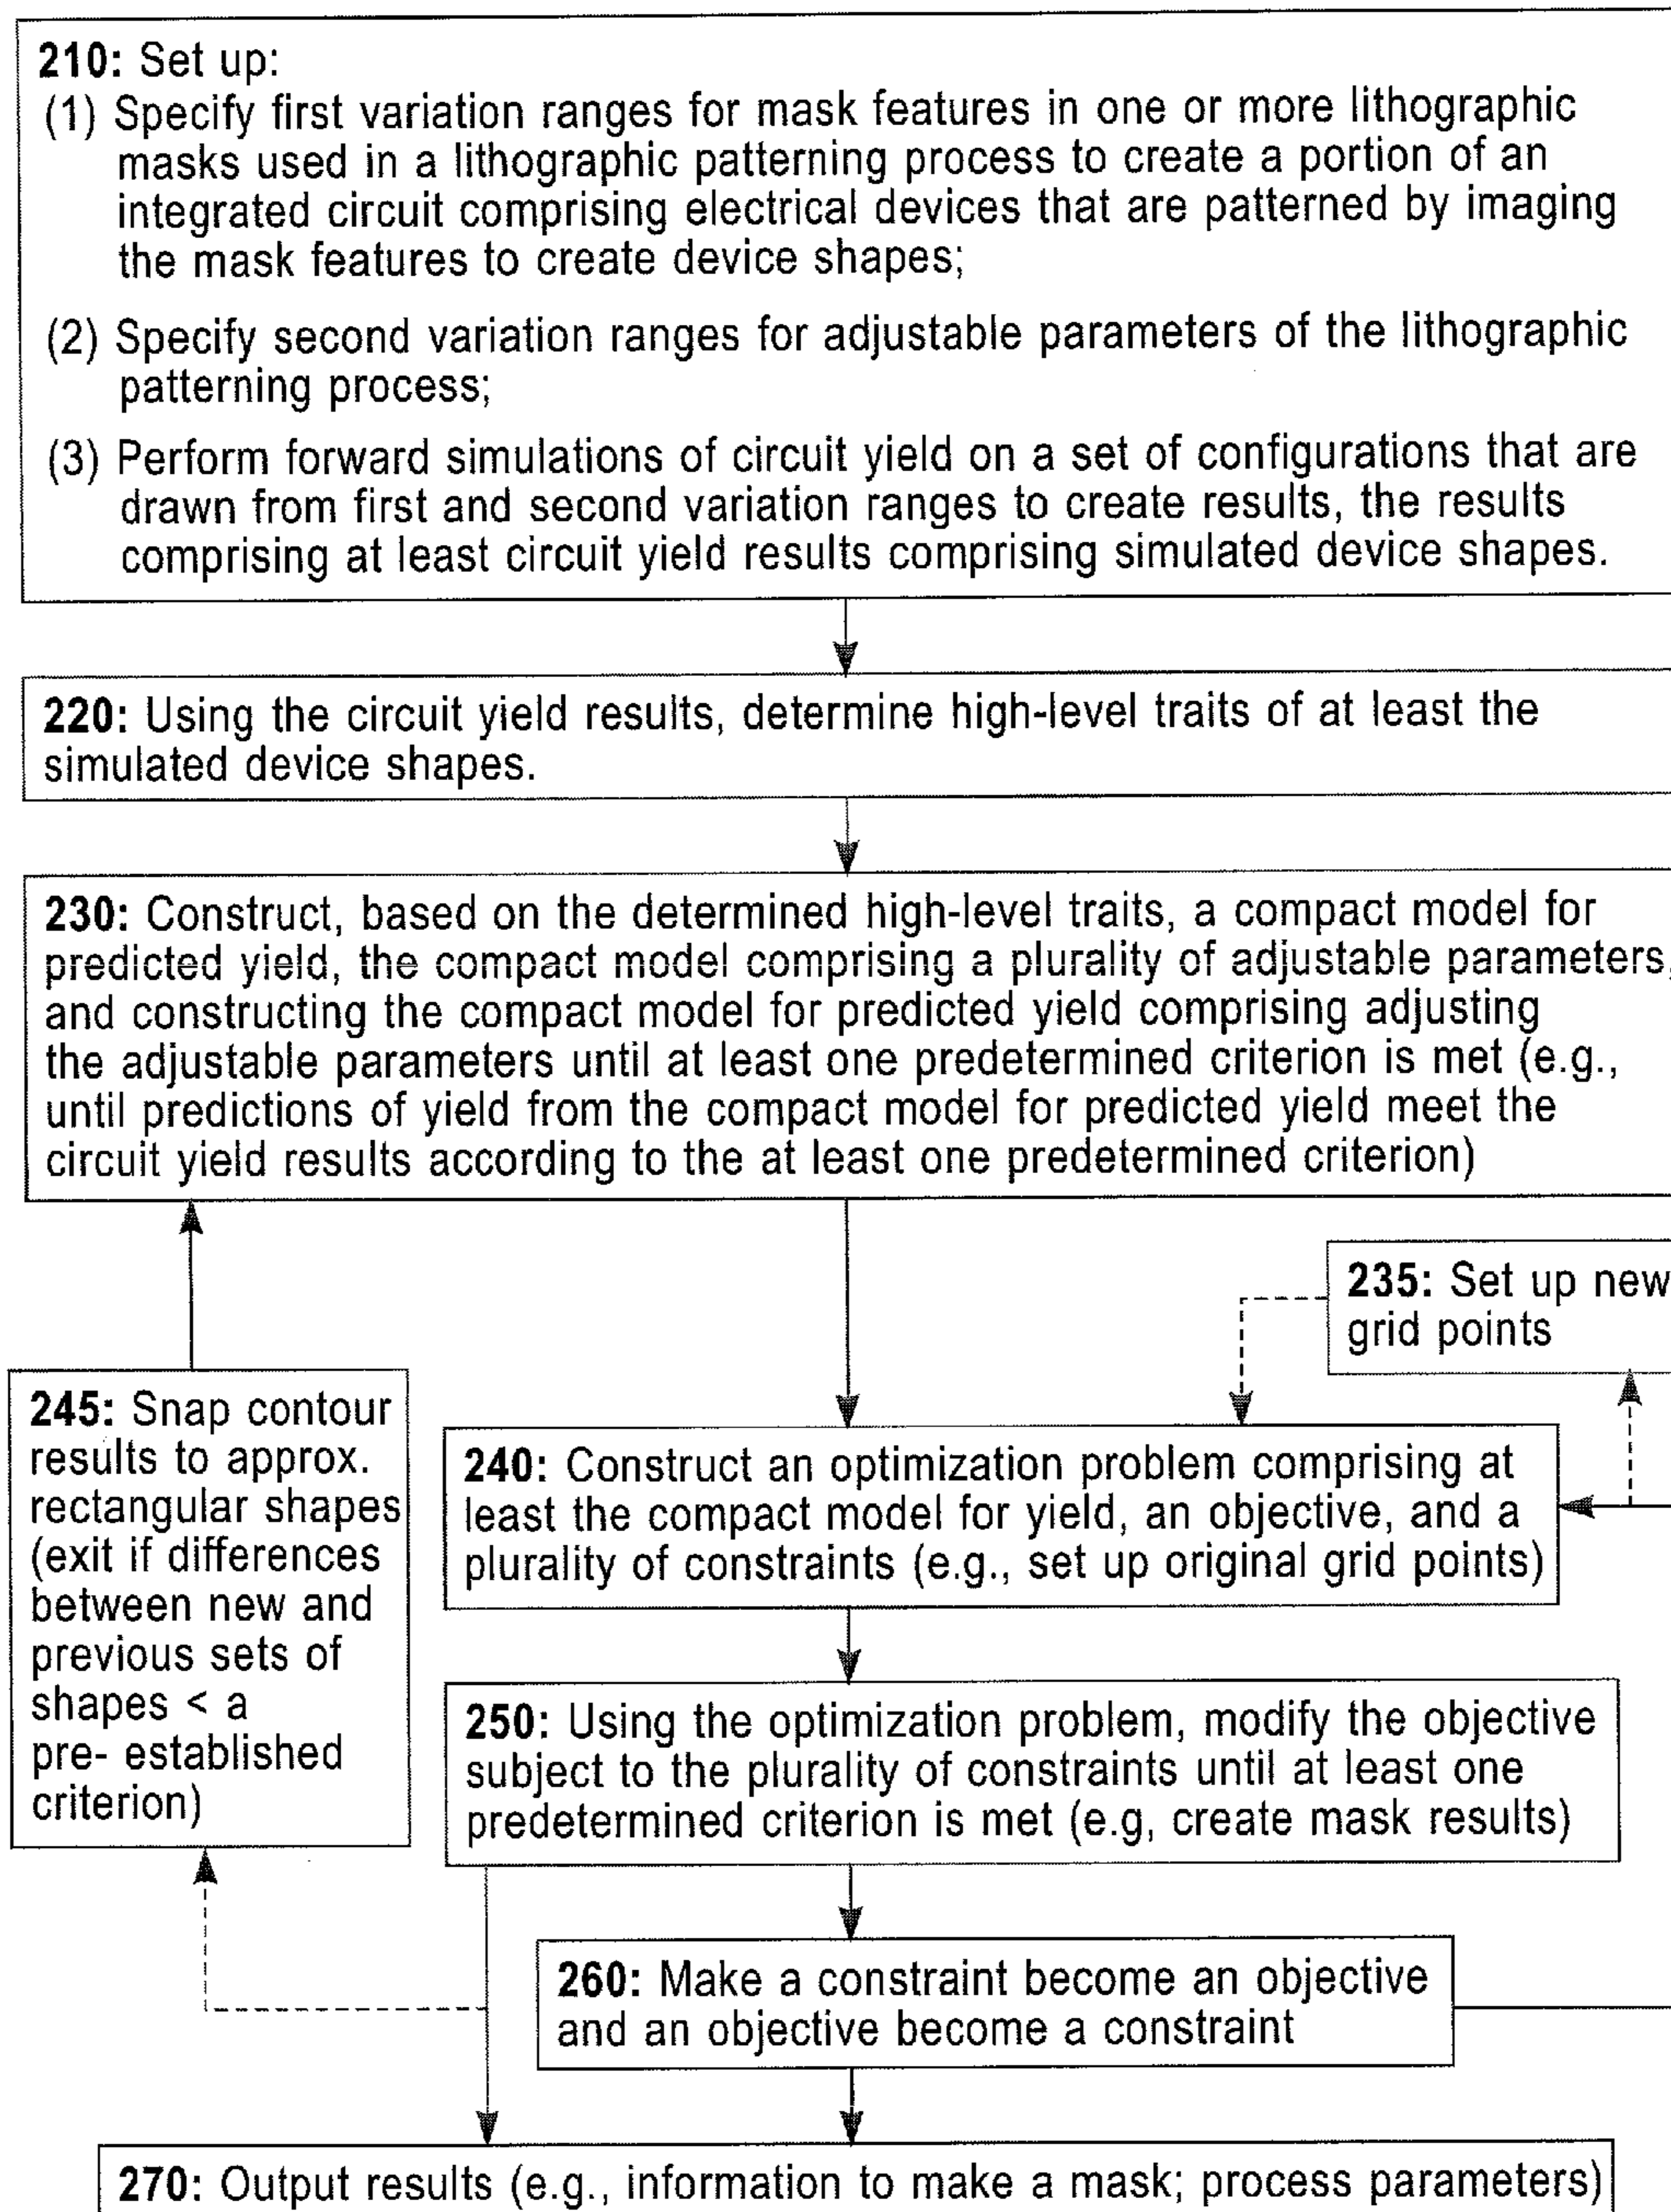 210: Set up:
(1) Specify first variation ranges for mask features in one or more lithographic
masks used in a lithographic patterning process to create a portion of an
integrated circuit comprising electrical devices that are patterned by imaging
the mask features to create device shapes;
(2) Specify second variation ranges for adjustable parameters of the lithographic
patterning process;
(3) Perform forward simulations of circuit yield on a set of configurations that are
drawn from first and second variation ranges to create results, the results
comprising at least circuit yield results comprising simulated device shapes.
220: Using the circuit yield results, determine high-level traits of at least the
simulated device shapes.
230: Construct, based on the determined high-level traits, a compact model for
predicted yield, the compact model comprising a plurality of adjustable parameters,
and constructing the compact model for predicted yield comprising adjusting
the adjustable parameters until at least one predetermined criterion is met (e.g.,
until predictions of yield from the compact model for predicted yield meet the
circuit yield results according to the at least one predetermined criterion)
235: Set up new
grid points
245: Snap contour
results to approx.
rectangular shapes
(exit if differences
between new and
previous sets of
shapes < a
pre- established
criterion)
240: Construct an optimization problem comprising at
least the compact model for yield, an objective, and a
plurality of constraints (e.g., set up original grid points)
250: Using the optimization problem, modify the objective
subject to the plurality of constraints until at least one
predetermined criterion is met (e.g, create mask results)
260: Make a constraint become an objective
and an objective become a constraint
270: Output results (e.g., information to make a mask; process parameters)